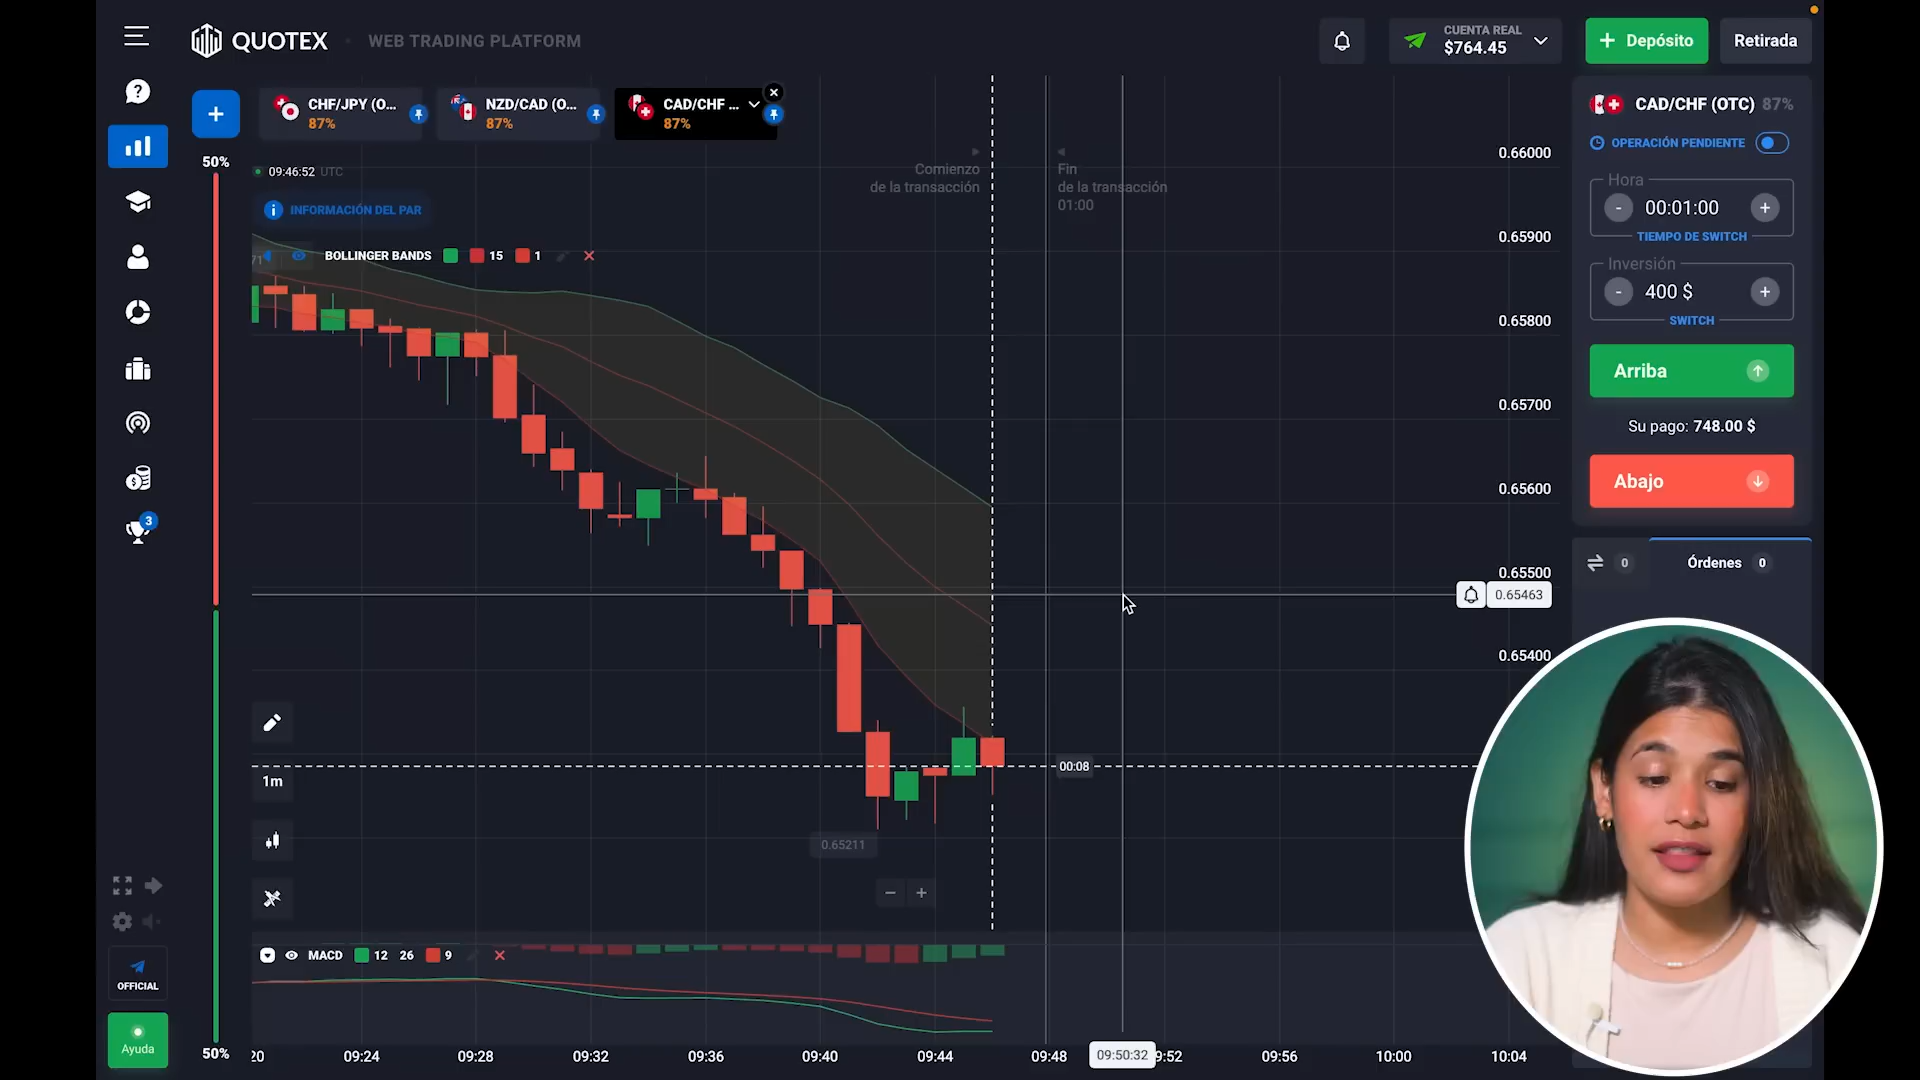 QUOTEX
WEB TRADING PLATFORM
CUENTA REAL
$764.45
+ Depósito
Retirada
+
CHF/JPY (O...
87%
NZD/CAD (O...
87%
CAD/CHF ...
87%
50%
09:46:52 UTC
INFORMACIÓN DEL PAR
BOLLINGER BANDS 15 1
Comienzo
de la transacción
Fin
de la transacción
01:00
0.66000
0.65900
0.65800
0.65700
0.65600
0.65500
0.65463
0.65400
CAD/CHF (OTC) 87%
OPERACIÓN PENDIENTE
Hora
- 00:01:00 +
TIEMPO DE SWITCH
Inversión
- 400 $ +
SWITCH
Arriba
Su pago: 748.00 $
Abajo
0
Órdenes 0
3
1m
00:08
0.65211
− +
MACD 12 26 9
OFFICIAL
Ayuda
50%
20 09:24 09:28 09:32 09:36 09:40 09:44 09:48 09:50:32 9:52 09:56 10:00 10:04